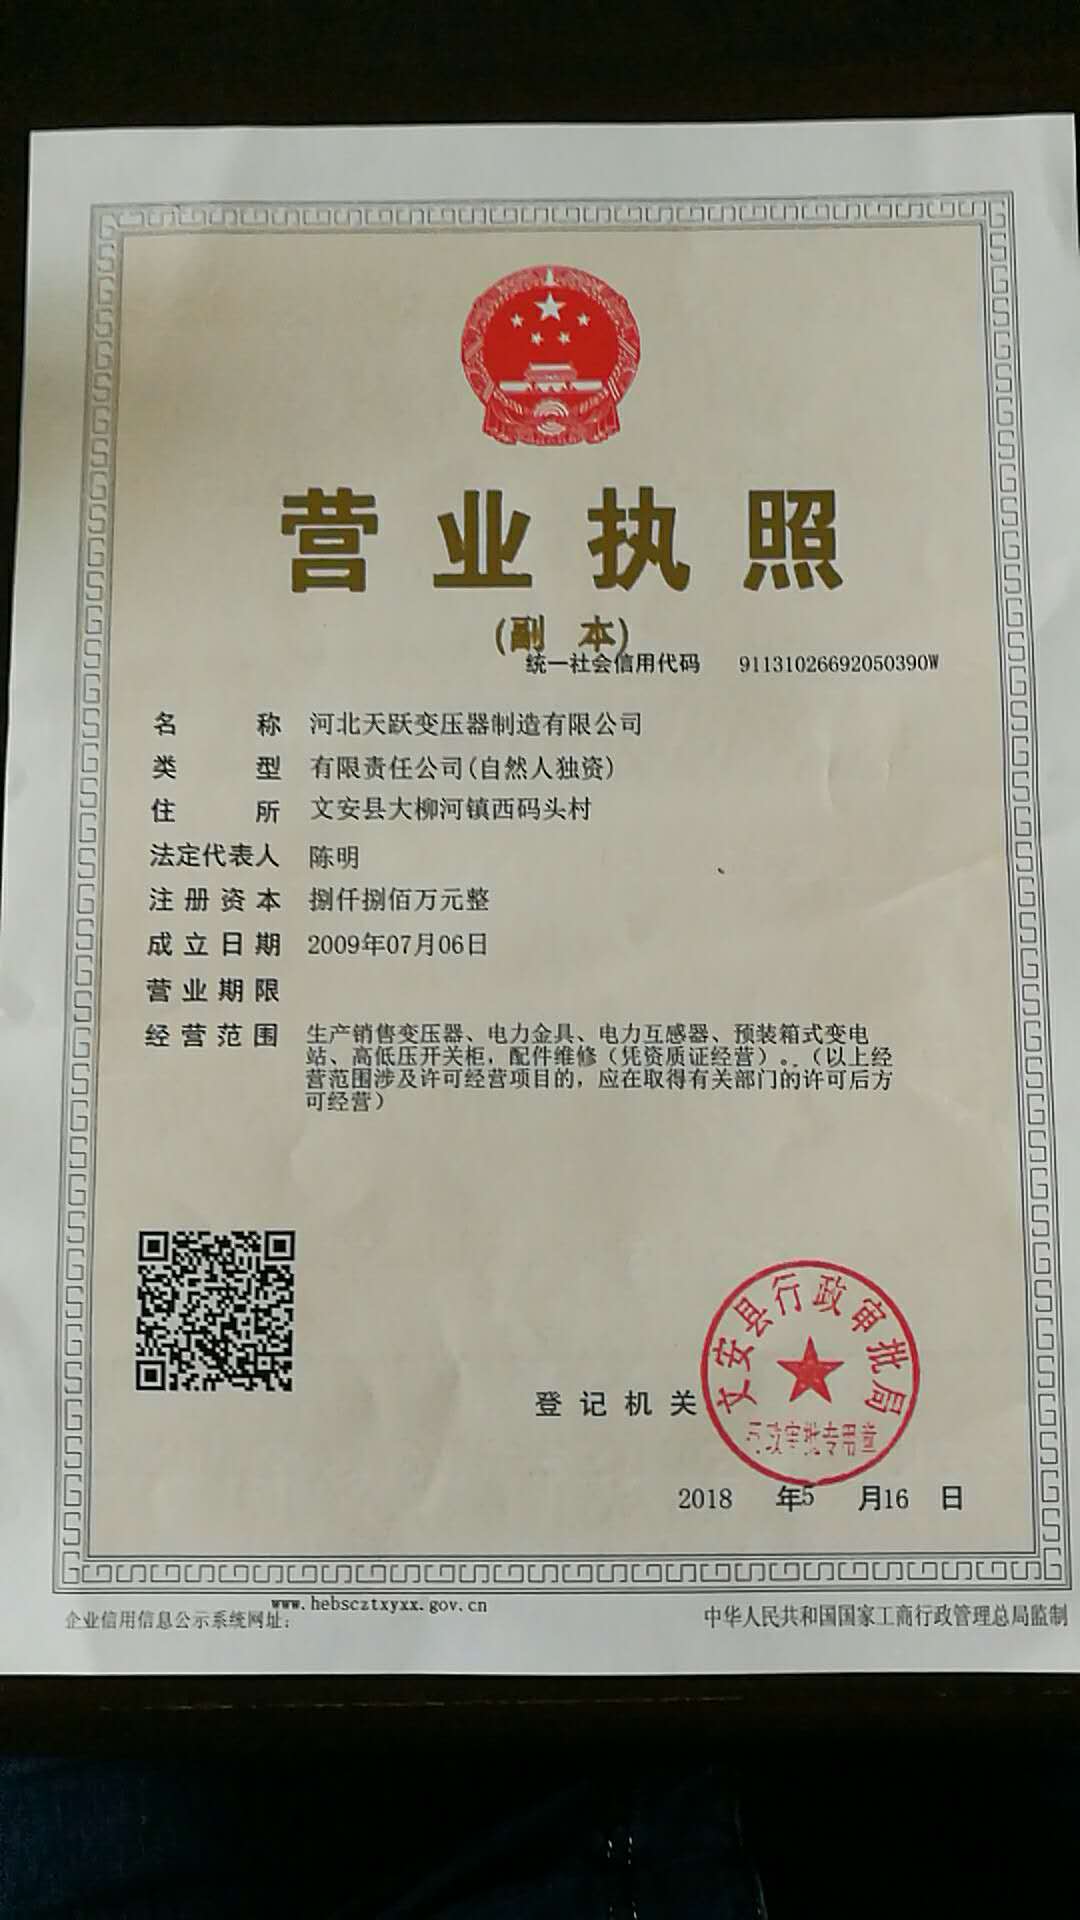 营业执照
(副 本)
统一社会信用代码 91131026692050390W
名 称 河北天跃变压器制造有限公司
类 型 有限责任公司(自然人独资)
住 所 文安县大柳河镇西码头村
法定代表人 陈明
注册资本 捌仟捌佰万元整
成立日期 2009年07月06日
营业期限
经营范围 生产销售变压器、电力金具、电力互感器、预装箱式变电
站、高低压开关柜，配件维修（凭资质证经营）。（以上经
营范围涉及许可经营项目的，应在取得有关部门的许可后方
可经营）
文安县行政审批局
行政审批专用章
登记机关
2018 年5 月16 日
www.hebscztxyxx.gov.cn
企业信用信息公示系统网址：
中华人民共和国国家工商行政管理总局监制